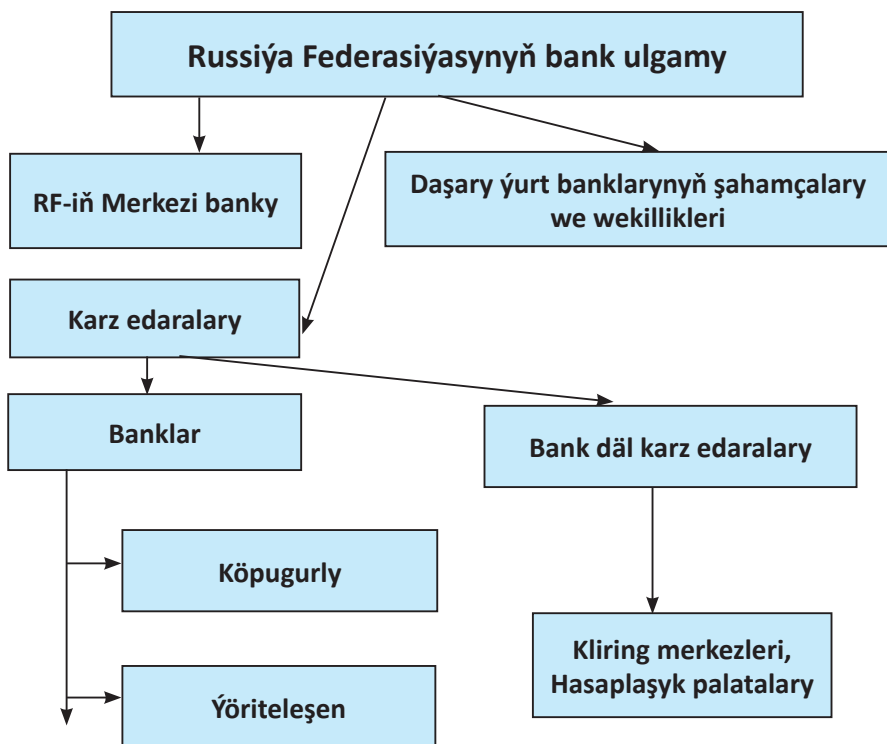 Russiýa Federasiýasynyň bank ulgamy
RF-iň Merkezi banky
Daşary ýurt banklarynyň şahamçalary
we wekillikleri
Karz edaralary
Banklar
Bank däl karz edaralary
Köpugurly
Kliring merkezleri,
Hasaplaşyk palatalary
Ýöriteleşen